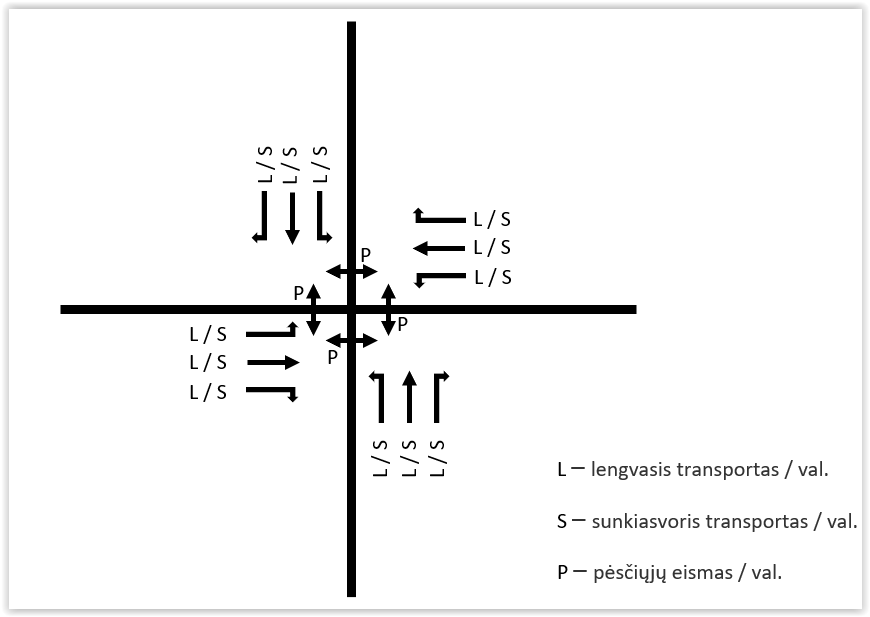 L / S
L / S
L / S
L / S
L / S
L / S
P
P
P
P
L / S
L / S
L / S
L / S
L / S
L / S
L – lengvasis transportas / val.
S – sunkiasvoris transportas / val.
P – pėsčiųjų eismas / val.